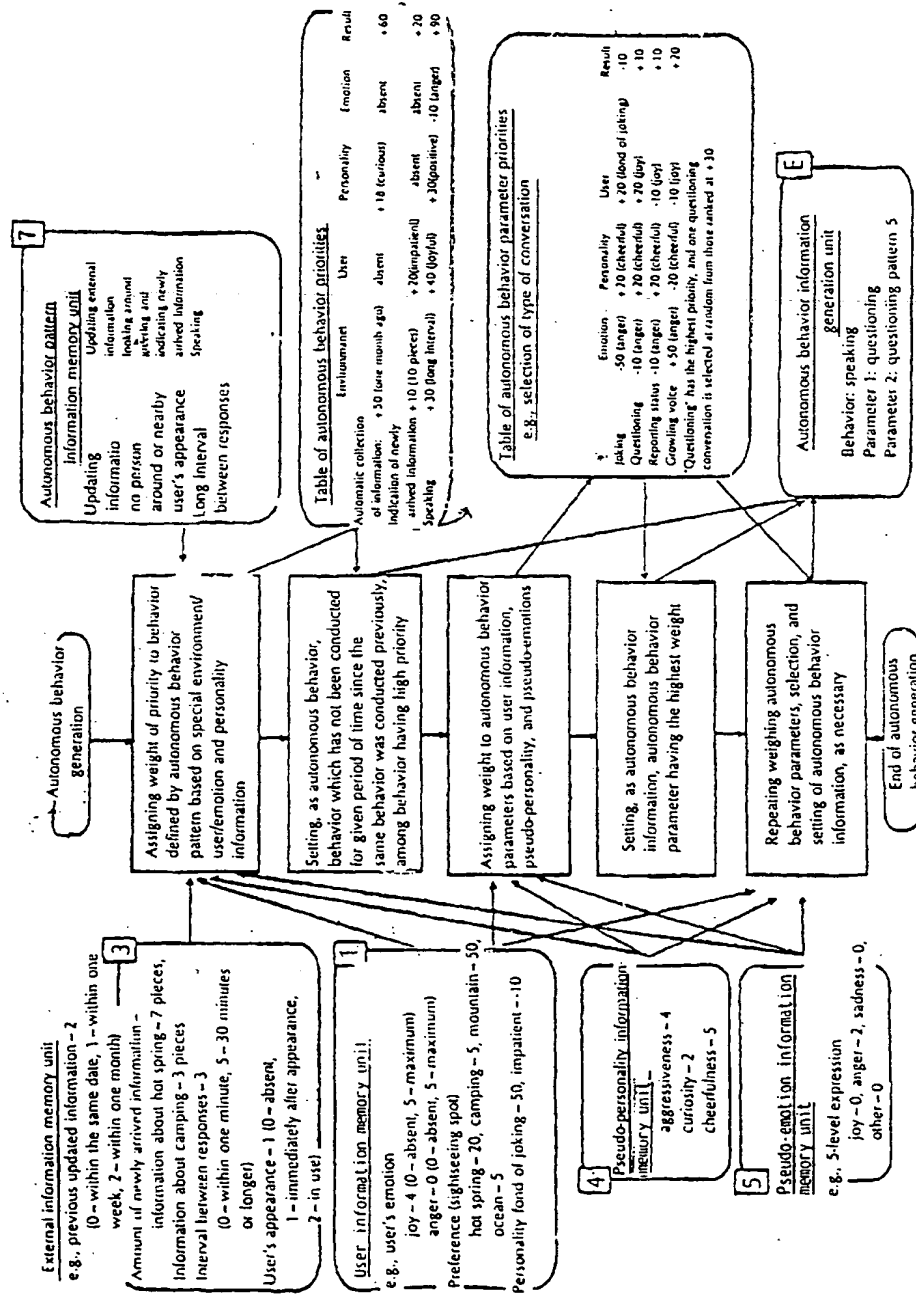 Autonomous behavior
generation
Assigning weight of priority to behavior
defined by autonomous behavior
pattern based on special environment/
user/emotion and personality
information
Setting, as autonomous behavior,
behavior which has not been conducted
for given period of time since the
same behavior was conducted previously,
among behavior having high priority
Assigning weight to autonomous behavior
parameters based on user information,
pseudo-personality, and pseudo-emotions
Setting, as autonomous behavior
information, autonomous behavior
parameter having the highest weight
Repeating weighing autonomous
behavior parameters, selection, and
setting of autonomous behavior
information, as necessary
End of autonomous
behavior generation
External information memory unit
e.g., previous updated information – 2
(0 – within the same date, 1 – within one
week, 2 – within one month)
3
Amount of newly arrived information –
information about hot spring – 7 pieces,
Information about camping – 3 pieces
Interval between responses – 3
(0 – within one minute, 5 – 30 minutes
or longer)
User's appearance – 1 (0 – absent,
1 – immediately after appearance,
2 – in use)
1
User information memory unit
e.g., user's emotion
joy – 4 (0 – absent, 5 – maximum)
anger – 0 (0 – absent, 5 – maximum)
Preference (sightseeing spot)
hot spring – 20, camping – 5, mountain – 50,
ocean – 5
Personality fond of joking – 50, impatient – -10
4
Pseudo-personality information
memory unit –
aggressiveness – 4
curiosity – 2
cheerfulness – 5
5
Pseudo-emotion information
memory unit
e.g., 5-level expression
joy – 0, anger – 2, sadness – 0,
other – 0
7
Autonomous behavior pattern
Information memory unit
Updating informatio Updating external information
no person around or nearby looking around
user's appearance and indicating newly arrived Information
Long Interval between responses Speaking
Table of autonomous behavior priorities
Envlroumanet User Personality Emotion Result
Automatic collection
of information: +50 (one month ago) absent +10 (curious) absent +60
Indication of newly
arrived Information +10 (10 pieces) +20(impatient) absent absent +20
Speaking +30 (long Interval) +40 (joyful) +30(positive) -10 (anger) +90
Table of autonomous behavior parameter priorities
e.g., selection of type of conversation
Emotion Personality User Result
Joking -50 (anger) +20 (cheerful) +20 (fond of joking) -10
Questioning -10 (anger) +20 (cheerful) +20 (joy) +10
Reporting status -10 (anger) +20 (cheerful) -10 (joy) +10
Growling voice +50 (anger) -20 (cheerful) -10 (joy) +20
"Questioning" has the highest priority, and one questioning
convenation is selected at random from those ranked at +30
E
Autonomous behavior information
generation unit
Behavior: speaking
Parameter 1: questioning
Parameter 2: questioning pattern 5